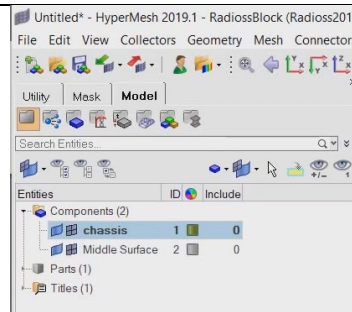 Untitled* - HyperMesh 2019.1 - RadiossBlock (Radioss201
File Edit View Collectors Geometry Mesh Connector
Utility Mask Model
Search Entities...
Entities ID Include
Components (2)
chassis 1 0
Middle Surface 2 0
Parts (1)
Titles (1)